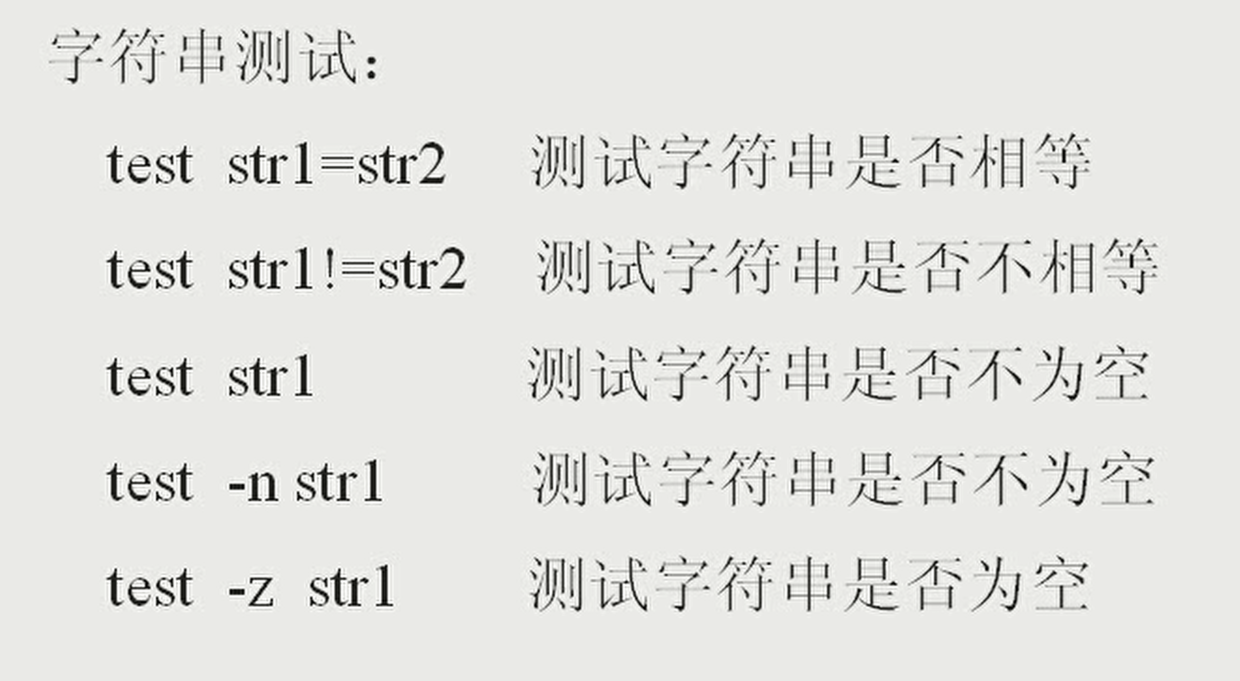 字符串测试：
test str1=str2 测试字符串是否相等
test str1!=str2 测试字符串是否不相等
test str1 测试字符串是否不为空
test -n str1 测试字符串是否不为空
test -z str1 测试字符串是否为空